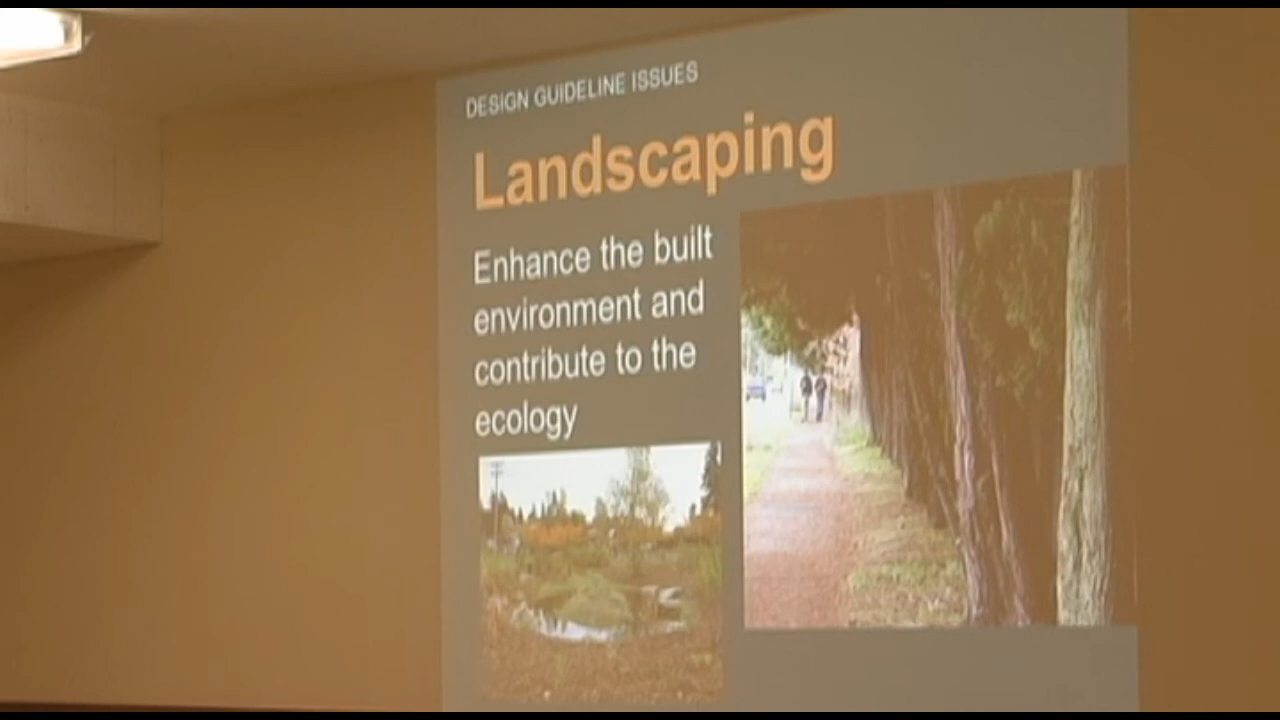 DESIGN GUIDELINE ISSUES
Landscaping
Enhance the built
environment and
contribute to the
ecology